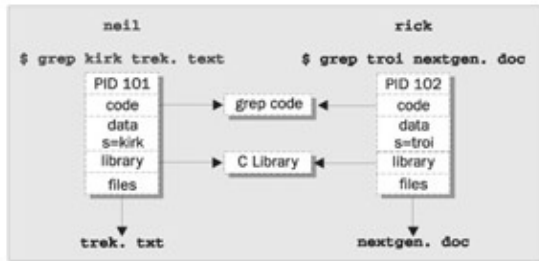 neil rick
$ grep kirk trek. text $ grep troi nextgen. doc
PID 101 PID 102
code grep code code
data data
s=kirk s=troi
library C Library library
files files
trek. txt nextgen. doc